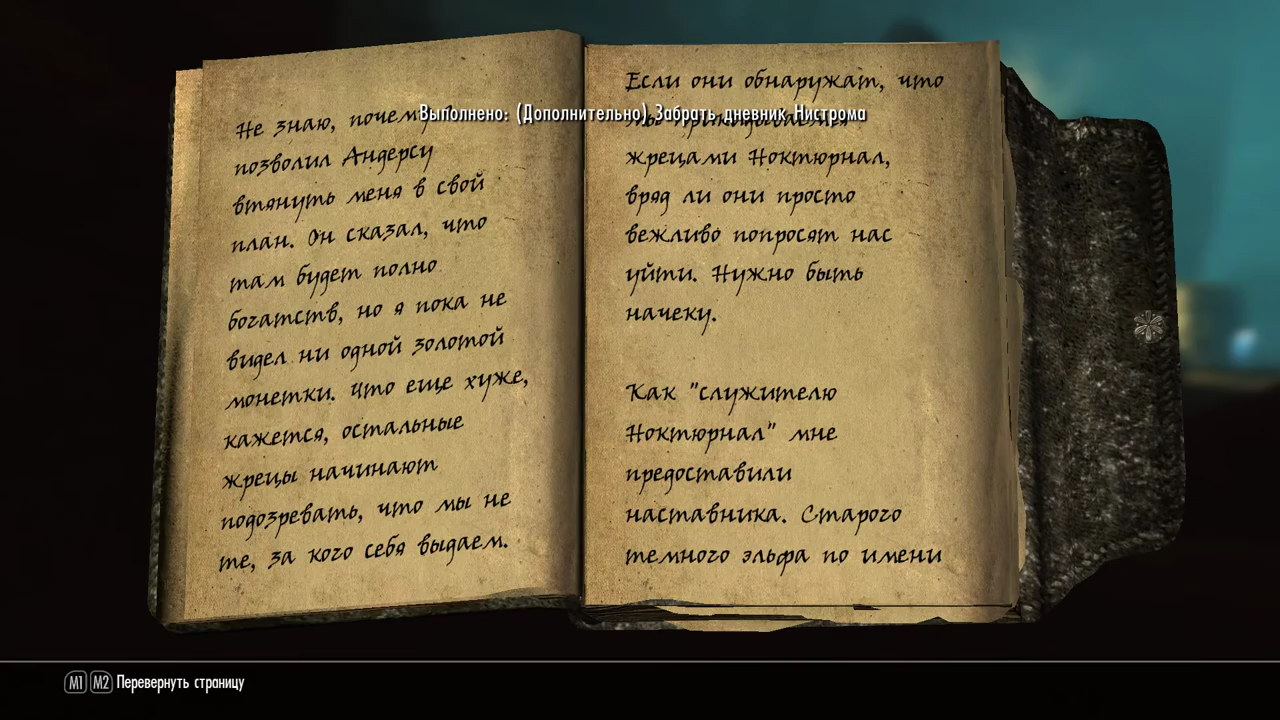 Не знаю, почему я
позволил Андерсу
втянуть меня в свой
план. Он сказал, что
там будет полно
богатств, но я пока не
видел ни одной золотой
монетки. Что еще хуже,
кажется, остальные
жрецы начинают
подозревать, что мы не
те, за кого себя выдаем.
Если они обнаружат, что
мы прикидываемся
жрецами Ноктюрнал,
вряд ли они просто
вежливо попросят нас
уйти. Нужно быть
начеку.
Как "служителю
Ноктюрнал" мне
предоставили
наставника. Старого
темного эльфа по имени
Выполнено: (Дополнительно) Забрать дневник Нистрома
M1 M2 Перевернуть страницу